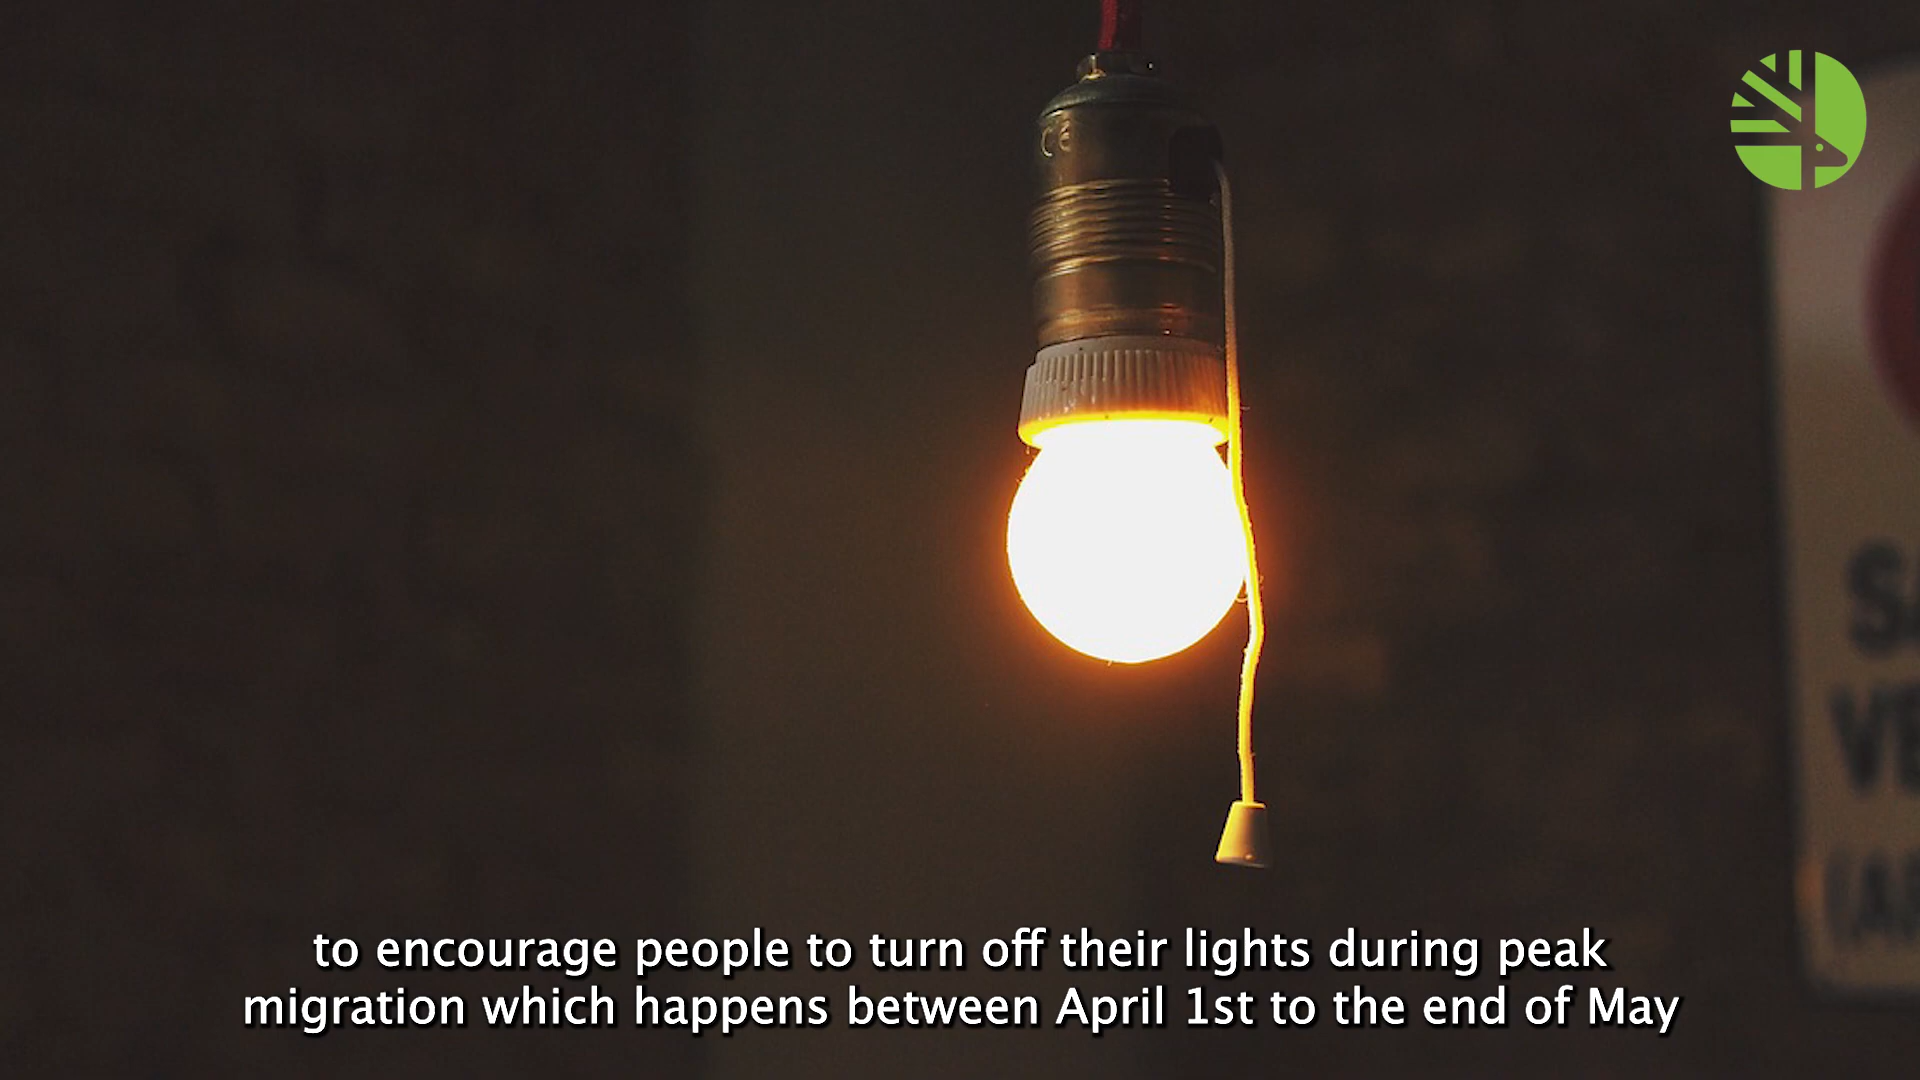 CE
to encourage people to turn off their lights during peak
migration which happens between April 1st to the end of May